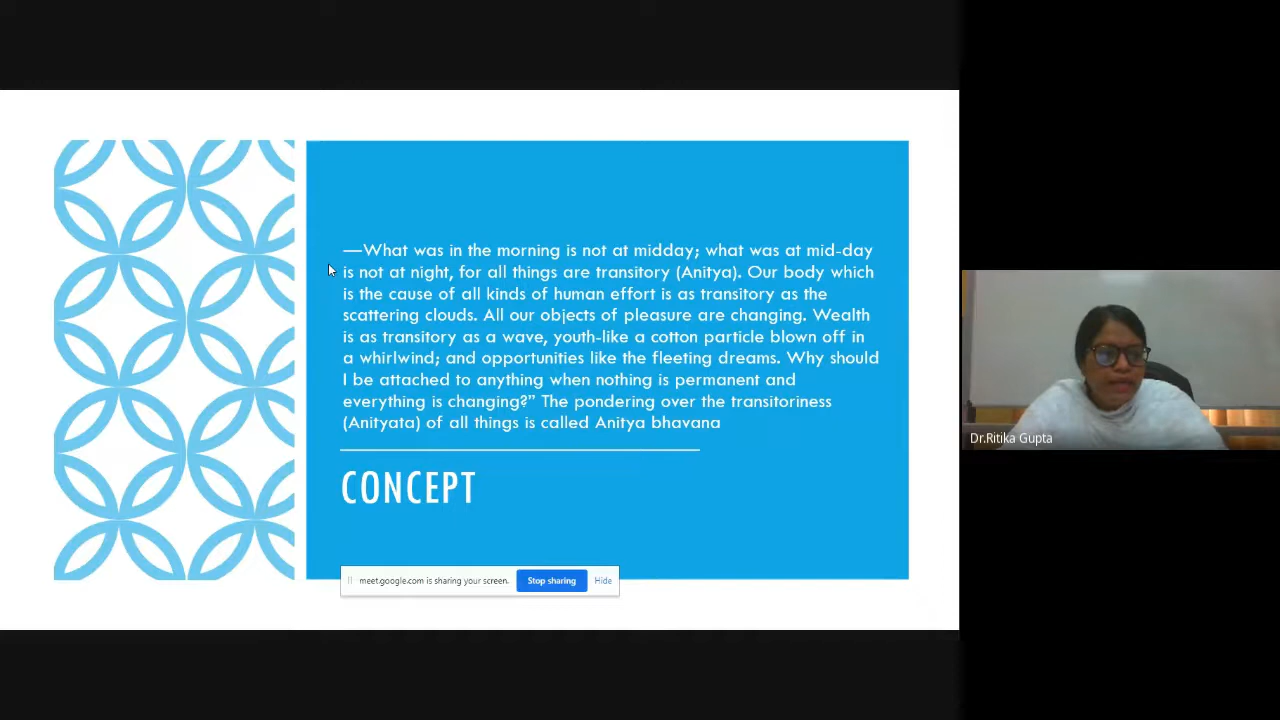 —What was in the morning is not at midday; what was at mid-day
is not at night, for all things are transitory (Anitya). Our body which
is the cause of all kinds of human effort is as transitory as the
scattering clouds. All our objects of pleasure are changing. Wealth
is as transitory as a wave, youth-like a cotton particle blown off in
a whirlwind; and opportunities like the fleeting dreams. Why should
I be attached to anything when nothing is permanent and
everything is changing?” The pondering over the transitoriness
(Anityata) of all things is called Anitya bhavana
CONCEPT
meet.google.com is sharing your screen. Stop sharing Hide
Dr.Ritika Gupta